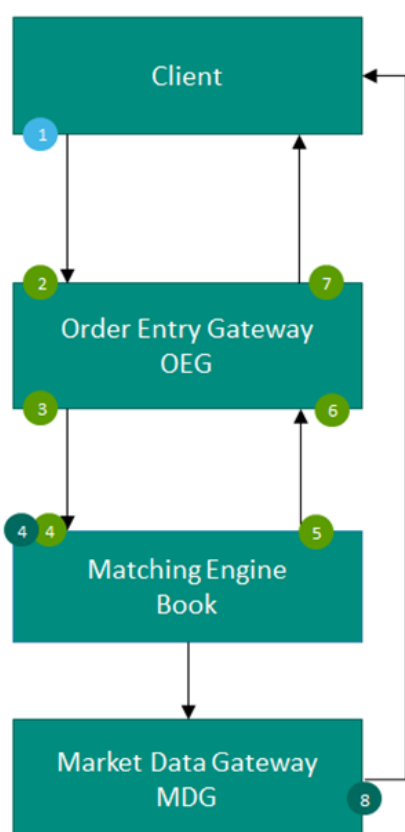 Client
1
2
7
Order Entry Gateway
OEG
3
6
4 4
5
Matching Engine
Book
Market Data Gateway
MDG
8